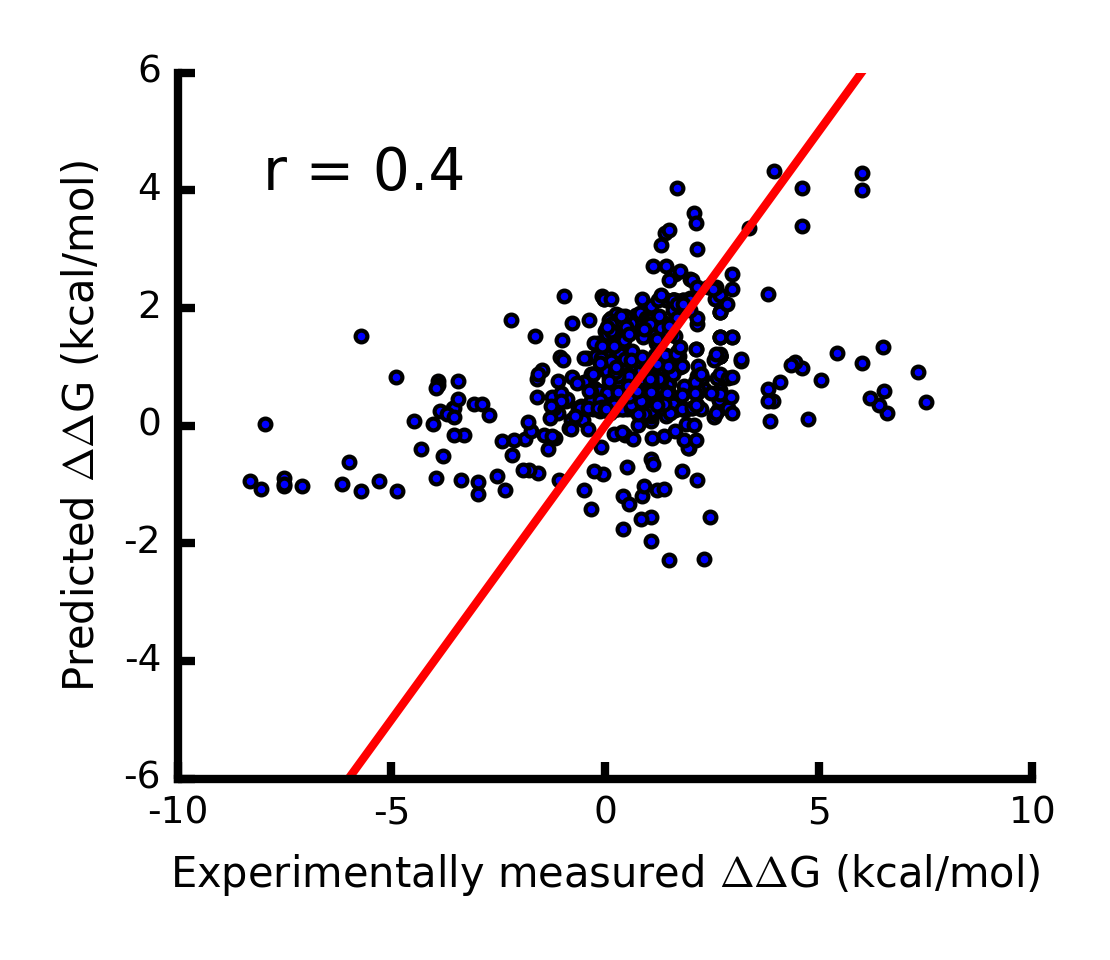 6
r = 0.4
4
2
0
-2
-4
-6
Predicted ΔΔG (kcal/mol)
-10 -5 0 5 10
Experimentally measured ΔΔG (kcal/mol)